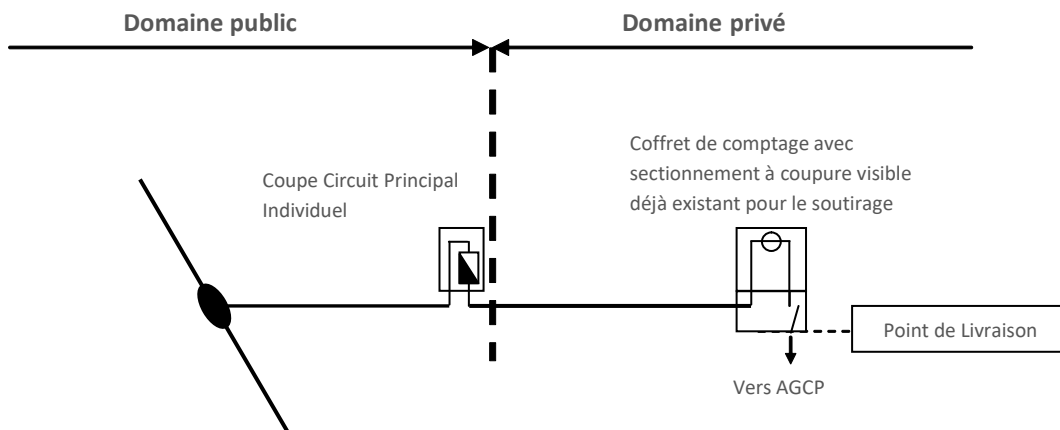 Domaine public
Domaine privé
Coffret de comptage avec
sectionnement à coupure visible
déjà existant pour le soutirage
Coupe Circuit Principal
Individuel
Point de Livraison
Vers AGCP